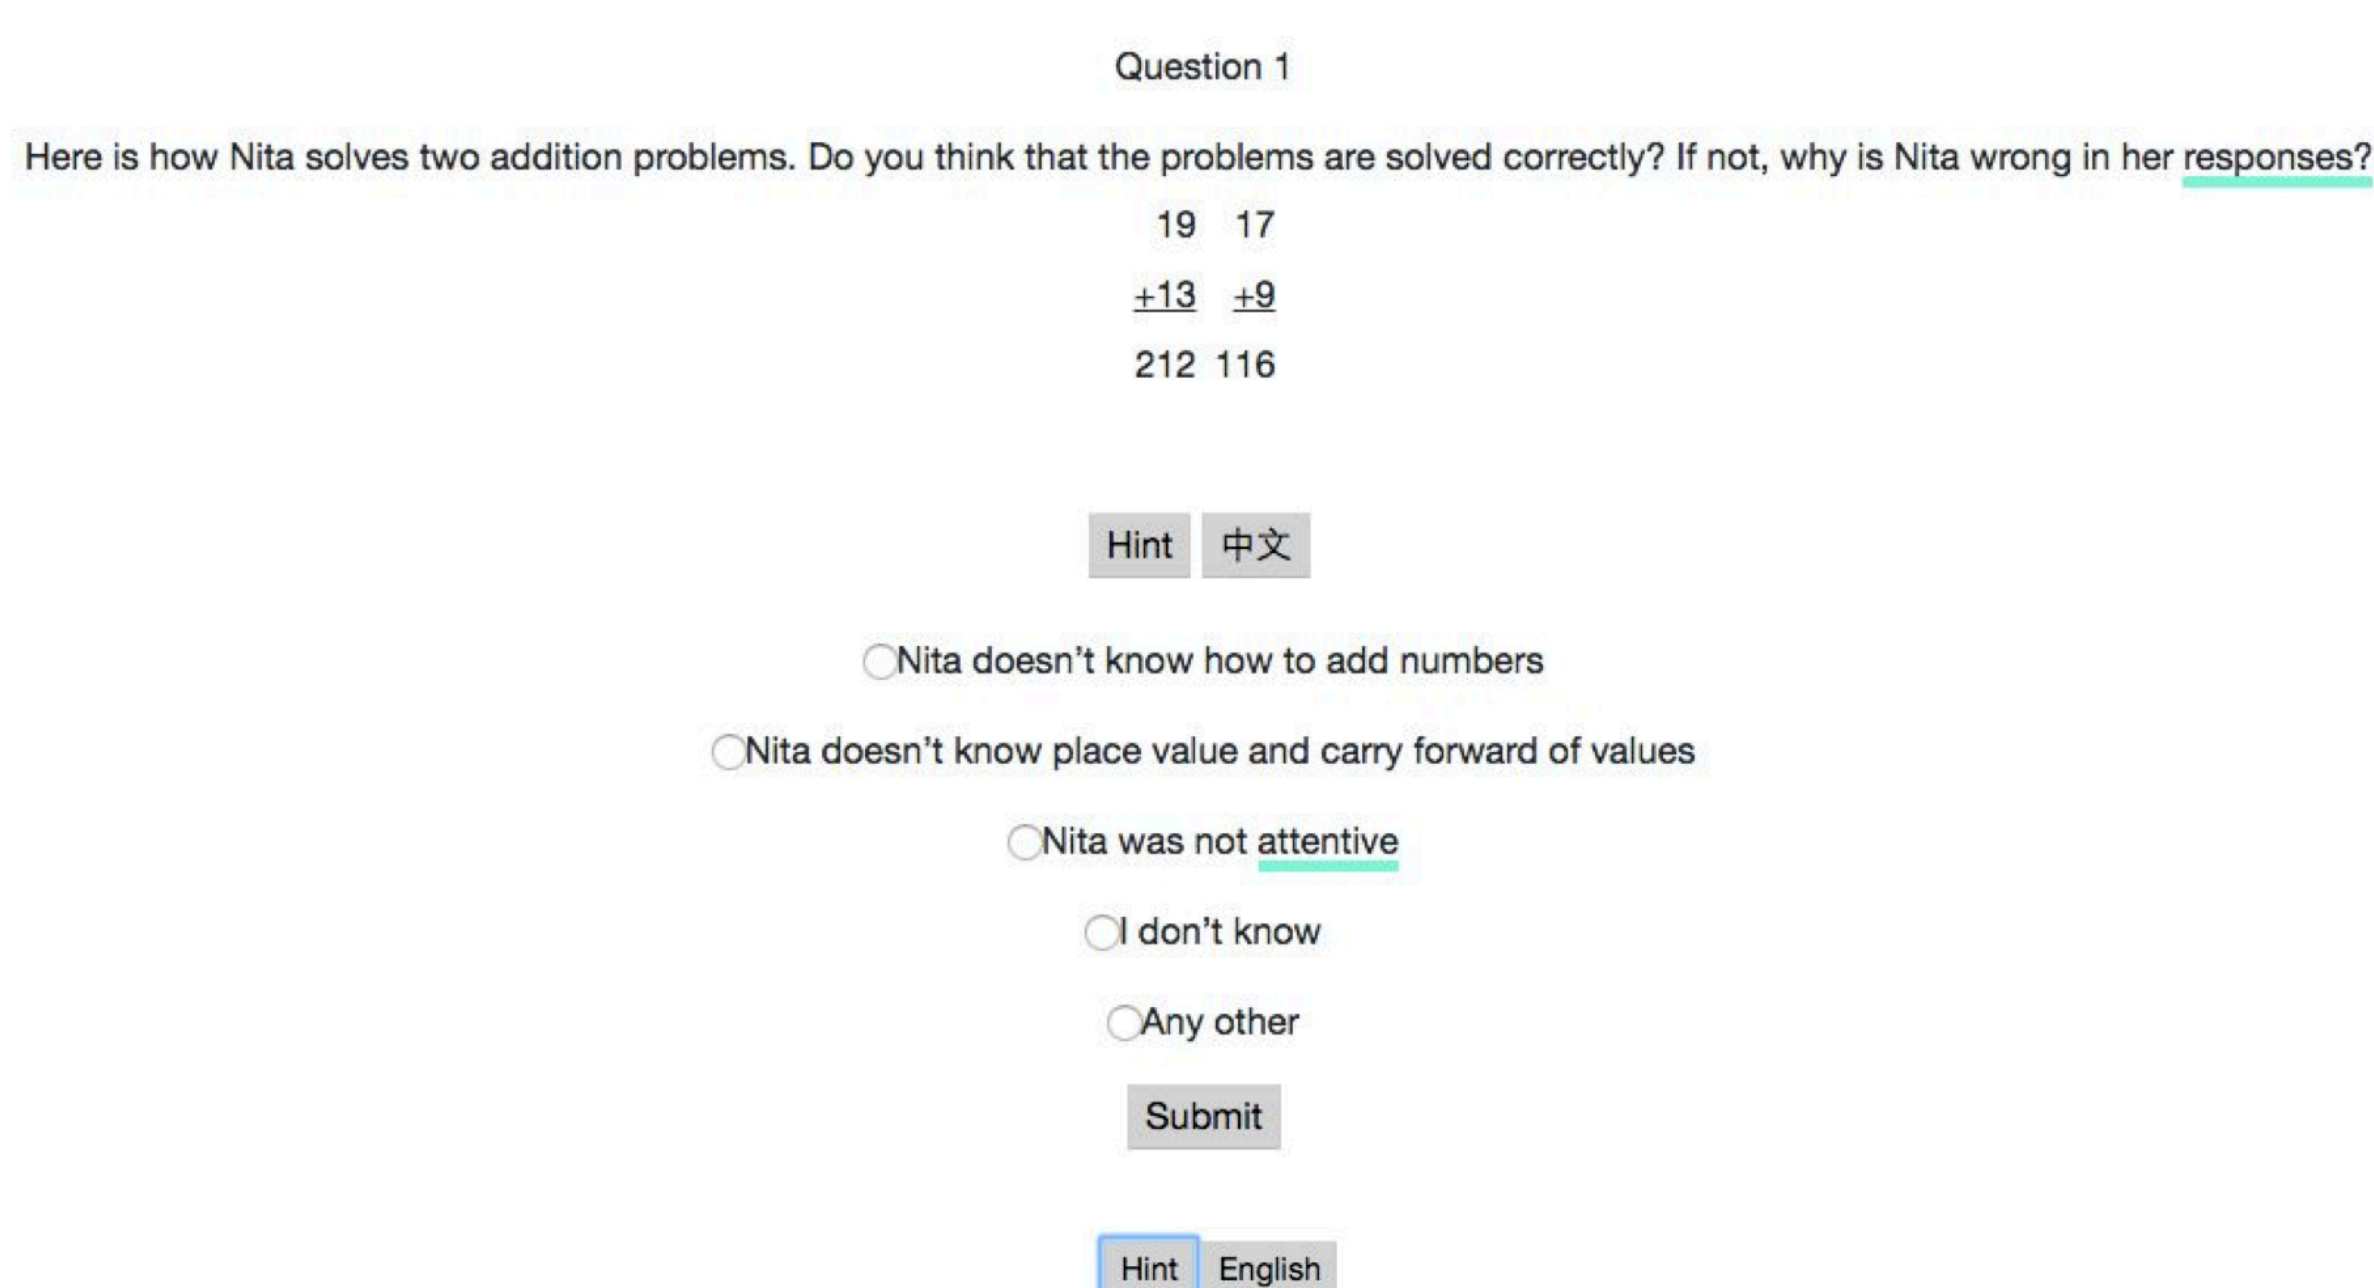 Question 1
Here is how Nita solves two addition problems. Do you think that the problems are solved correctly? If not, why is Nita wrong in her responses?
19 17
+13 +9
212 116
Hint 中文
Nita doesn't know how to add numbers
Nita doesn't know place value and carry forward of values
Nita was not attentive
I don't know
Any other
Submit
Hint English